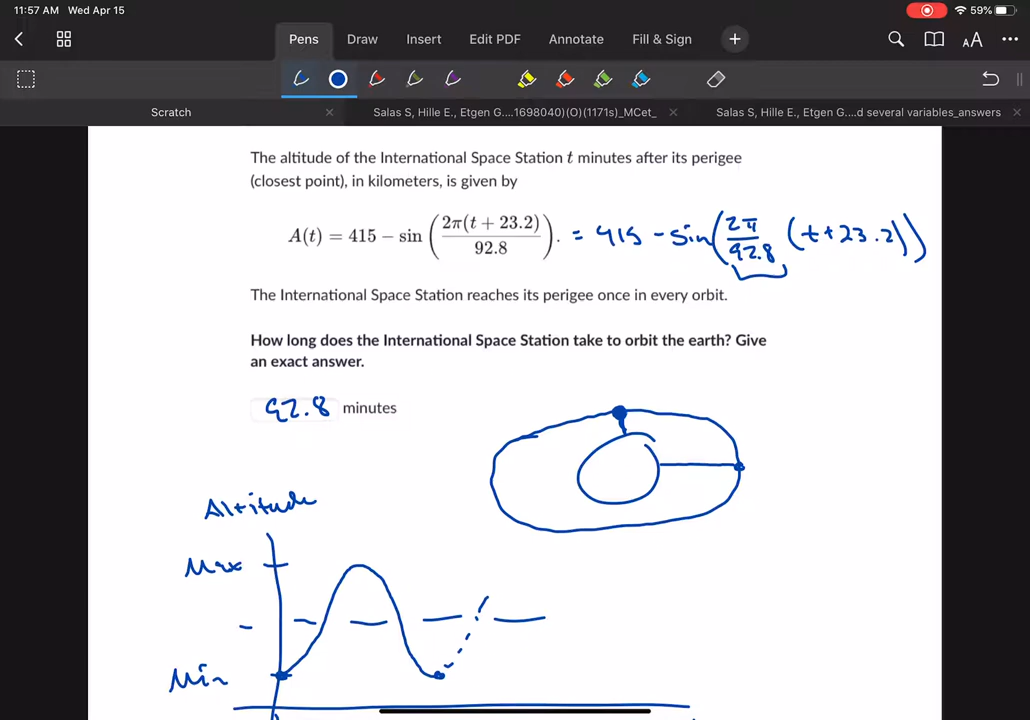 11:57 AM Wed Apr 15
59%
Pens Draw Insert Edit PDF Annotate Fill & Sign
AA
Scratch
Salas S, Hille E., Etgen G....1698040)(O)(1171s)_MCet_
Salas S, Hille E., Etgen G....d several variables_answers
The altitude of the International Space Station t minutes after its perigee
(closest point), in kilometers, is given by
A(t) = 415 − sin(2π(t + 23.2)/92.8). = 415 - sin(2π/92.8 (t+23.2))
The International Space Station reaches its perigee once in every orbit.
How long does the International Space Station take to orbit the earth? Give
an exact answer.
92.8 minutes
Altitude
Max
Min